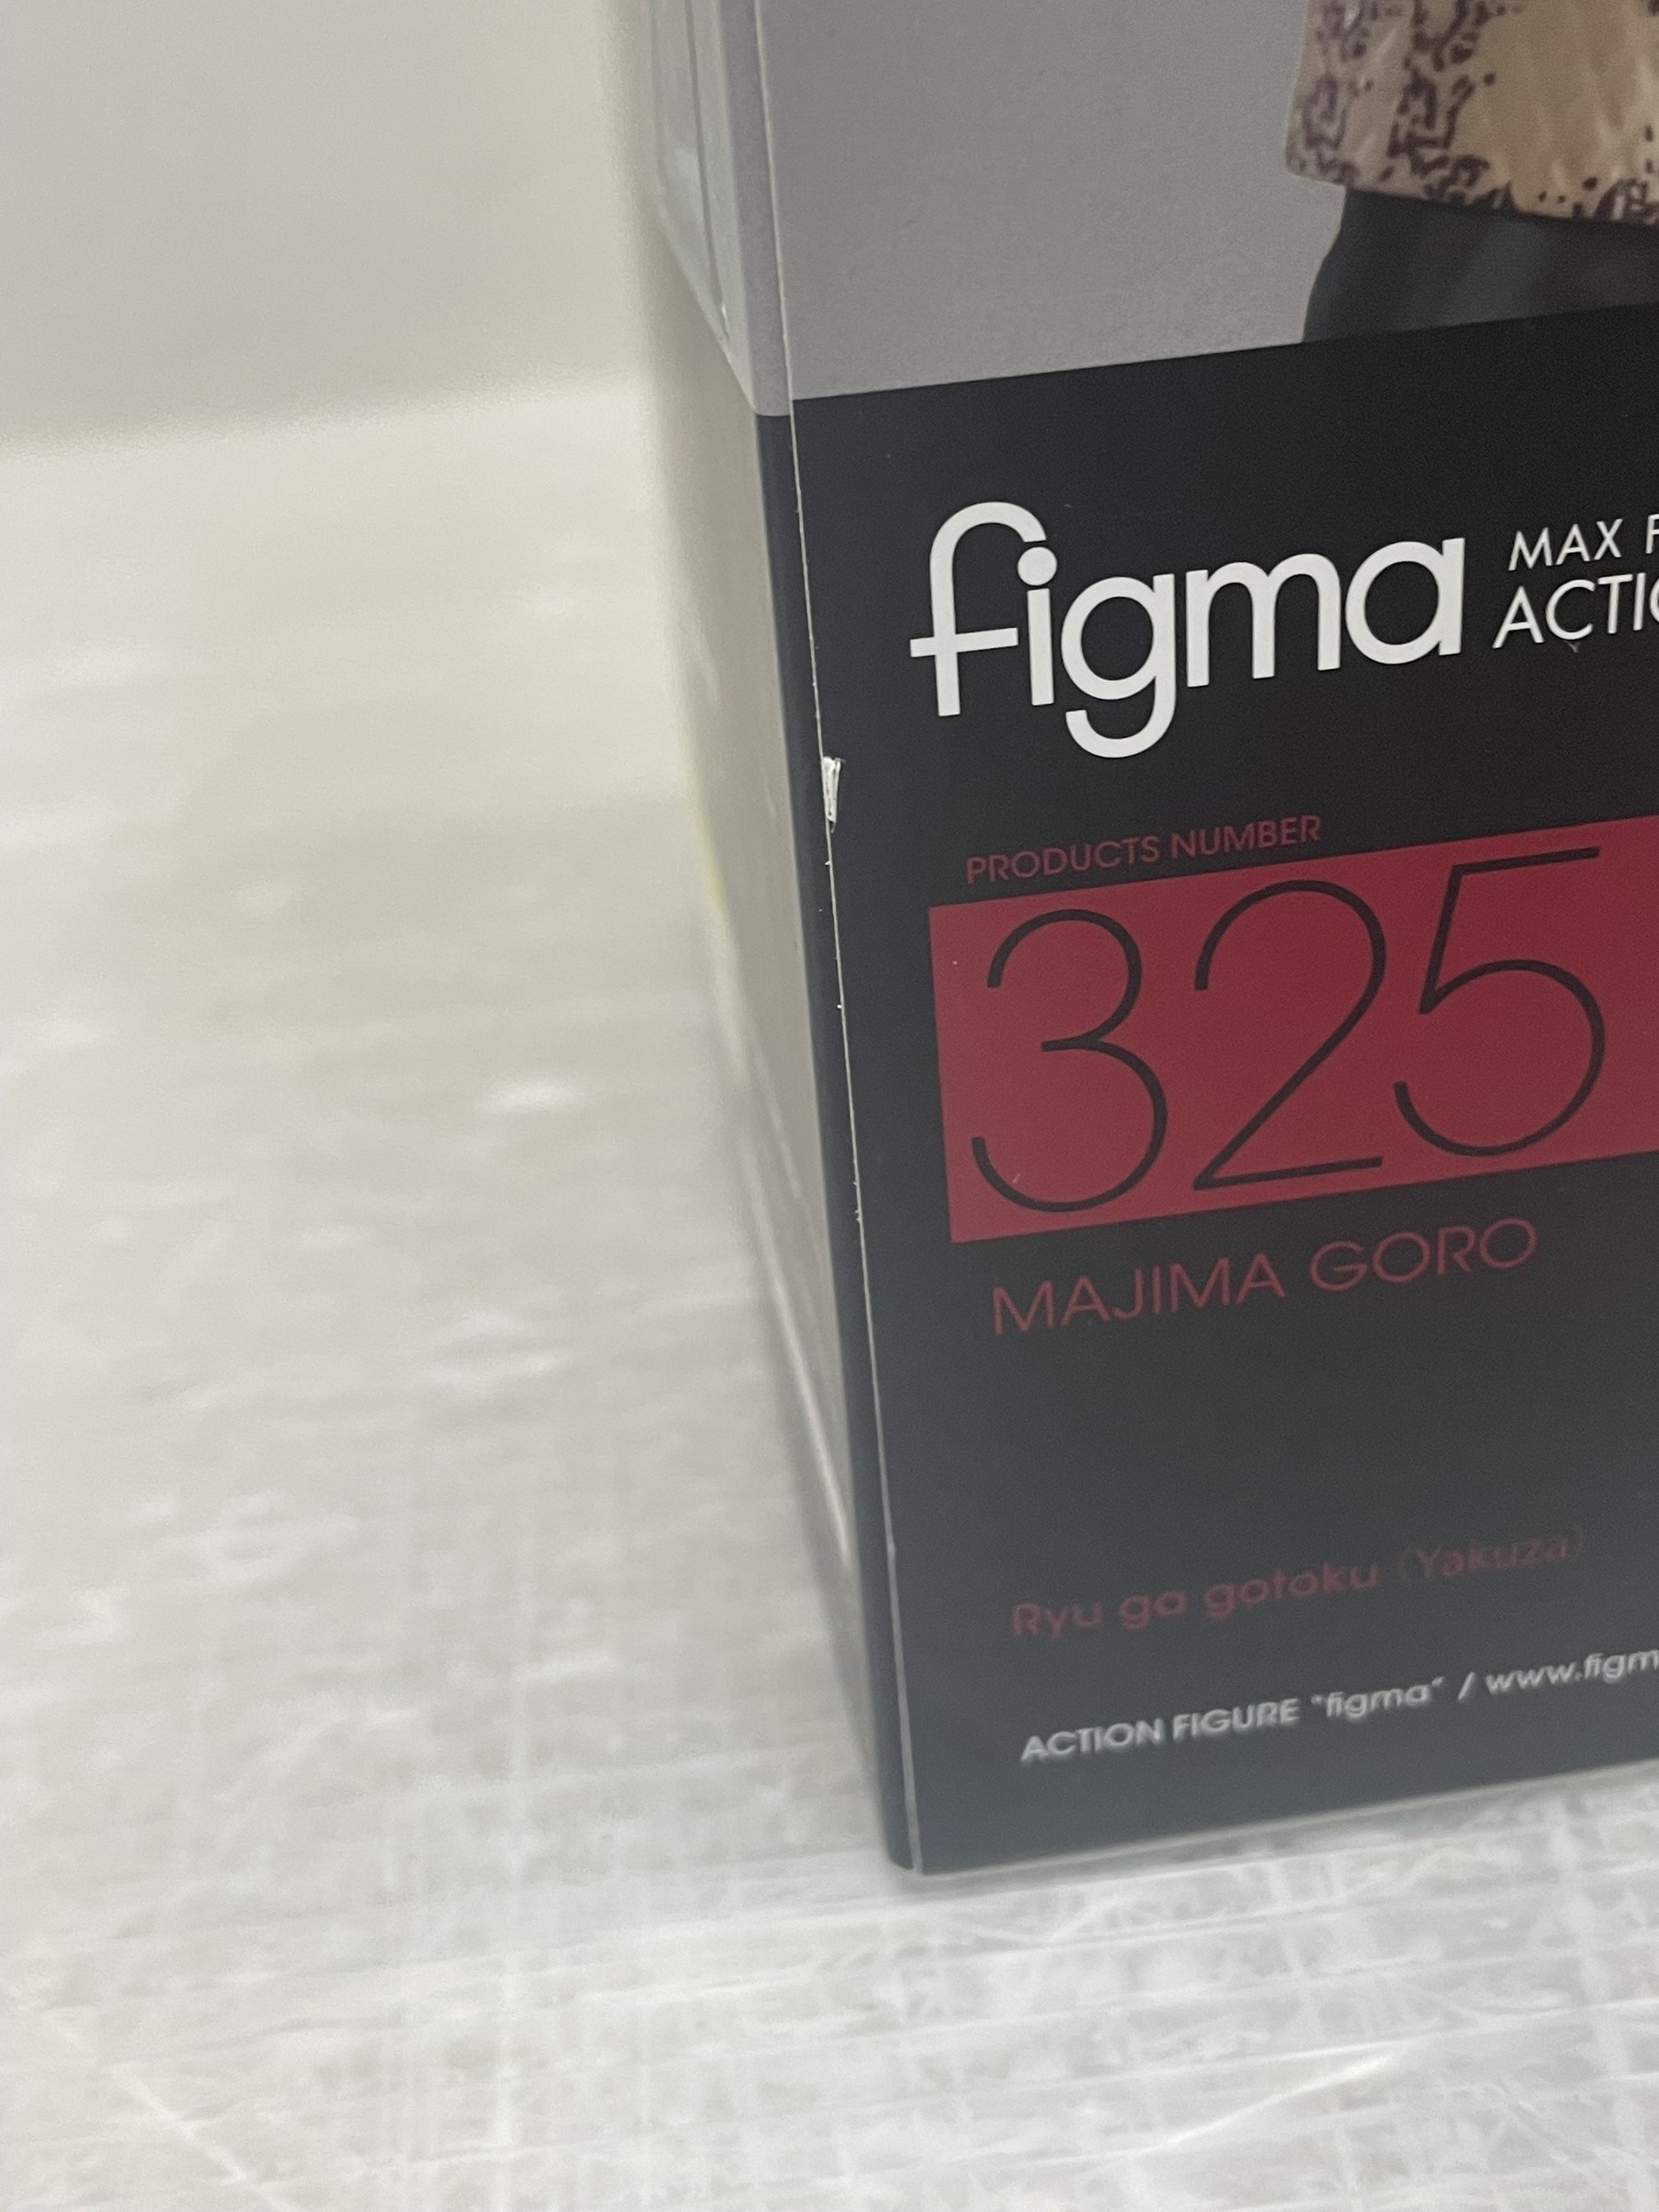 figma
MAX
ACTIO
PRODUCTS NUMBER
325
MAJIMA GORO
Ryu ga gotoku (Yakuza)
ACTION FIGURE "figma" / www.figm